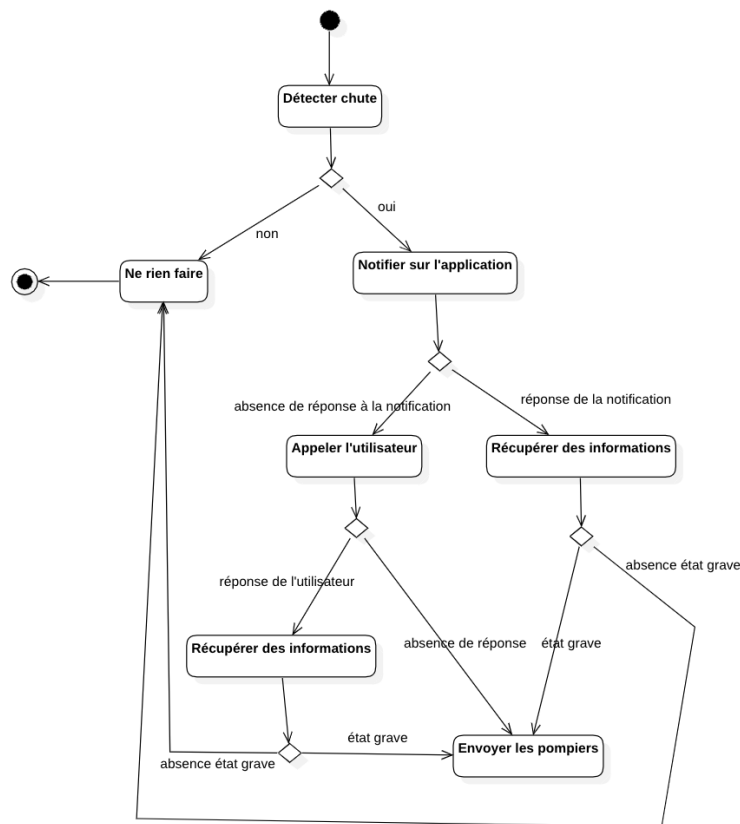 Détecter chute
oui
non
Notifier sur l'application
Ne rien faire
réponse de la notification
absence de réponse à la notification
Appeler l'utilisateur
Récupérer des informations
absence état grave
réponse de l'utilisateur
absence de réponse
état grave
Récupérer des informations
état grave
Envoyer les pompiers
absence état grave